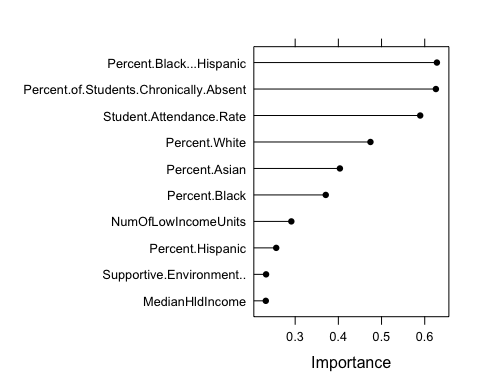 Percent.Black...Hispanic
Percent.of.Students.Chronically.Absent
Student.Attendance.Rate
Percent.White
Percent.Asian
Percent.Black
NumOfLowIncomeUnits
Percent.Hispanic
Supportive.Environment..
MedianHldIncome
0.3 0.4 0.5 0.6
Importance